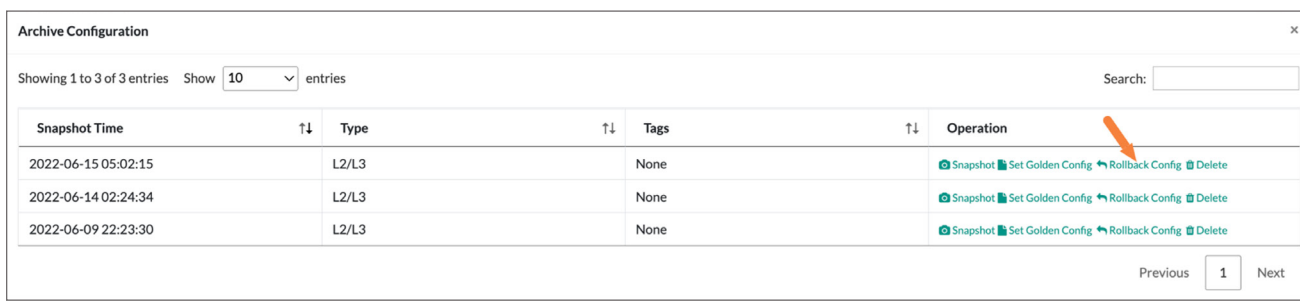 Archive Configuration ×
Showing 1 to 3 of 3 entries Show 10 entries Search:
Snapshot Time Type Tags Operation
2022-06-15 05:02:15 L2/L3 None Snapshot Set Golden Config Rollback Config Delete
2022-06-14 02:24:34 L2/L3 None Snapshot Set Golden Config Rollback Config Delete
2022-06-09 22:23:30 L2/L3 None Snapshot Set Golden Config Rollback Config Delete
Previous 1 Next